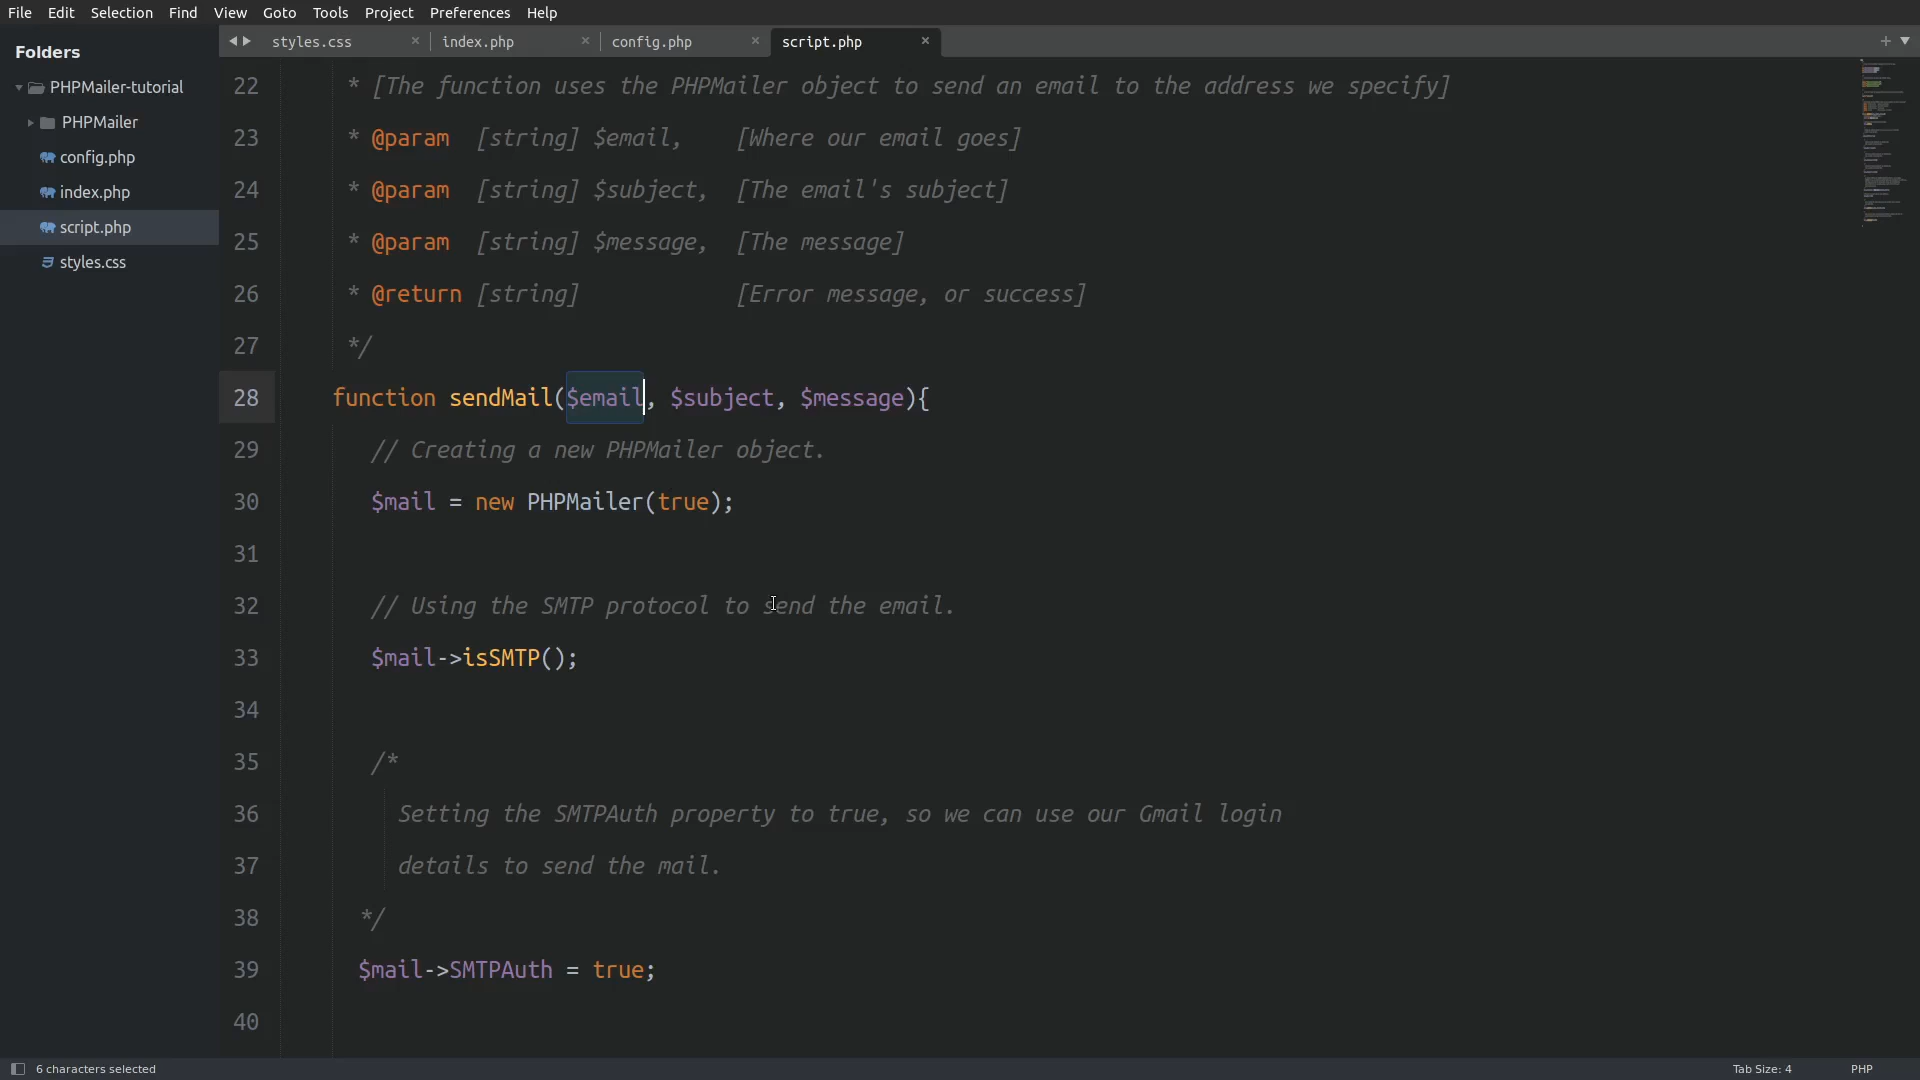 File Edit Selection Find View Goto Tools Project Preferences Help
Folders
PHPMailer-tutorial
PHPMailer
config.php
index.php
script.php
styles.css
styles.css × index.php × config.php × script.php ×
22 * [The function uses the PHPMailer object to send an email to the address we specify]
23 * @param [string] $email, [Where our email goes]
24 * @param [string] $subject, [The email's subject]
25 * @param [string] $message, [The message]
26 * @return [string] [Error message, or success]
27 */
28 function sendMail($email, $subject, $message){
29 // Creating a new PHPMailer object.
30 $mail = new PHPMailer(true);
31
32 // Using the SMTP protocol to send the email.
33 $mail->isSMTP();
34
35 /*
36 Setting the SMTPAuth property to true, so we can use our Gmail login
37 details to send the mail.
38 */
39 $mail->SMTPAuth = true;
40
6 characters selected Tab Size: 4 PHP